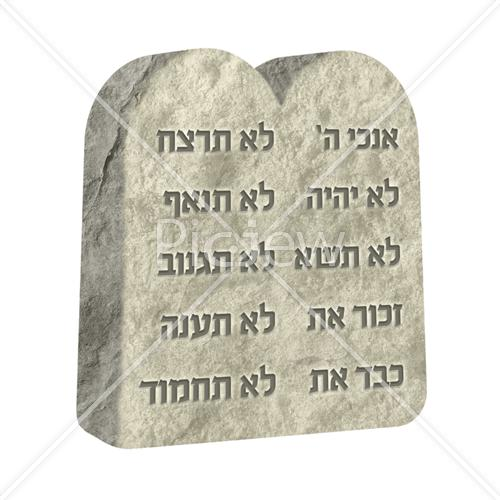 אנכי ה'
לא יהיה
לא תשא
זכור את
כבד את
לא תרצח
לא תנאף
לא תגנוב
לא תענה
לא תחמוד